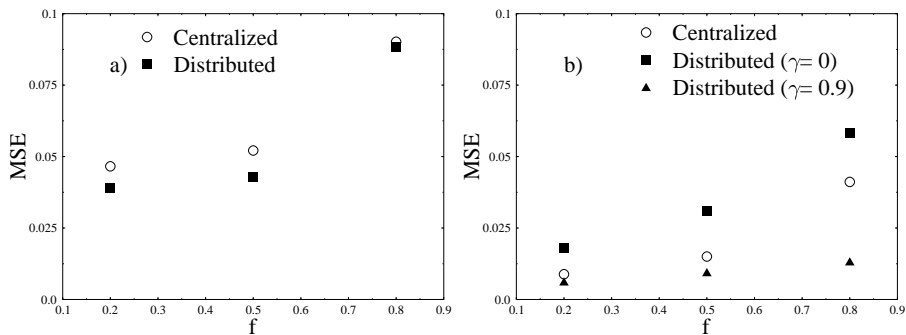 0.1
0.075
0.05
0.025
0.0
MSE
a)
Centralized
Distributed
0.1 0.2 0.3 0.4 0.5 0.6 0.7 0.8 0.9
f
0.1
0.075
0.05
0.025
0.0
MSE
b)
Centralized
Distributed (γ= 0)
Distributed (γ= 0.9)
0.1 0.2 0.3 0.4 0.5 0.6 0.7 0.8 0.9
f